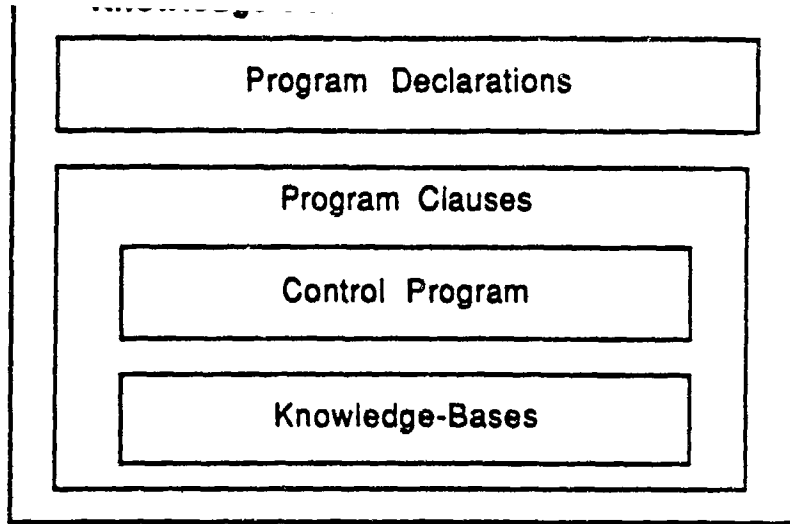 Program Declarations
Program Clauses
Control Program
Knowledge-Bases